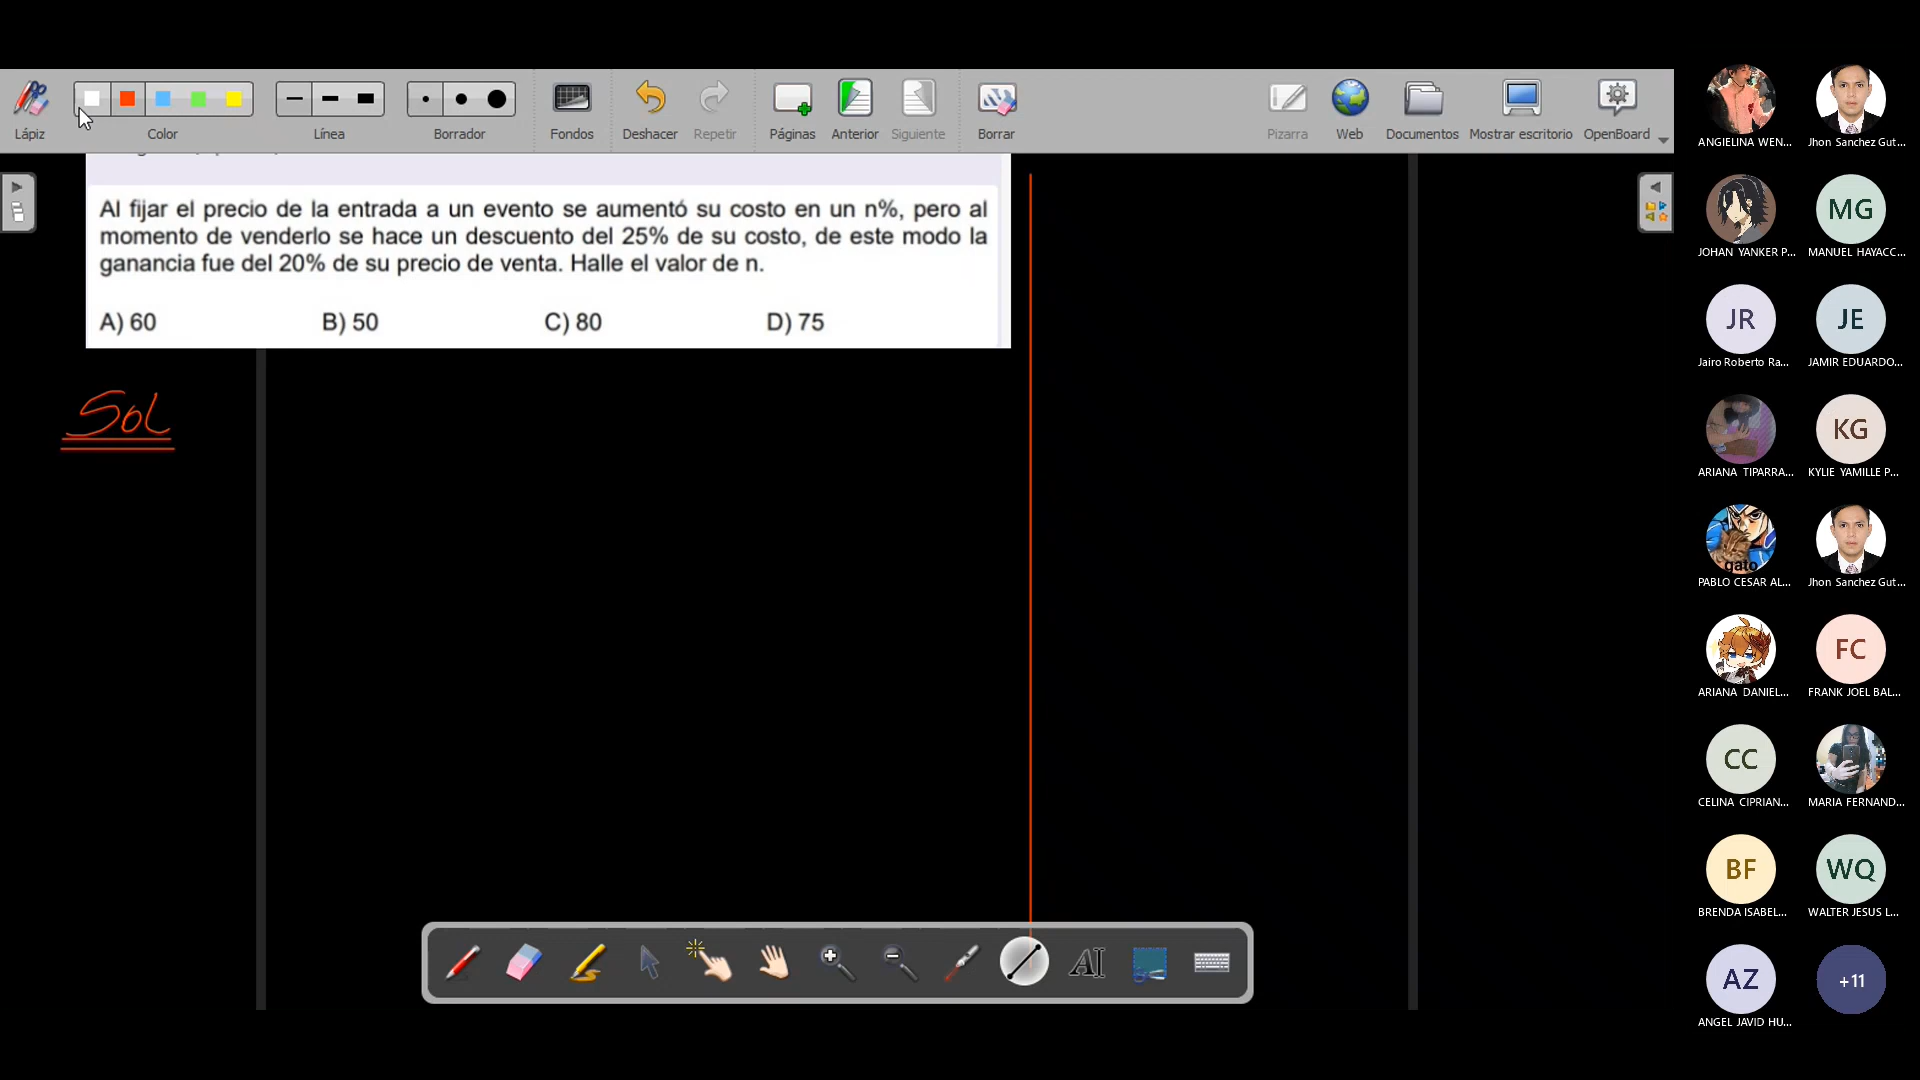 Lápiz
Color
Línea
Borrador
Fondos
Deshacer
Repetir
Páginas
Anterior
Siguiente
Borrar
Pizarra
Web
Documentos
Mostrar escritorio
OpenBoard
Al fijar el precio de la entrada a un evento se aumentó su costo en un n%, pero al
momento de venderlo se hace un descuento del 25% de su costo, de este modo la
ganancia fue del 20% de su precio de venta. Halle el valor de n.
A) 60
B) 50
C) 80
D) 75
Sol
AI
ANGIELINA WEN...
Jhon Sanchez Gut...
MG
JOHAN YANKER P...
MANUEL HAYACC...
JR
JE
Jairo Roberto Ra...
JAMIR EDUARDO...
KG
ARIANA TIPARRA...
KYLIE YAMILLE P...
gato
PABLO CESAR AL...
Jhon Sanchez Gut...
FC
ARIANA DANIEL...
FRANK JOEL BAL...
CC
CELINA CIPRIAN...
MARIA FERNAND...
BF
WQ
BRENDA ISABEL...
WALTER JESUS L...
AZ
+11
ANGEL JAVID HU...